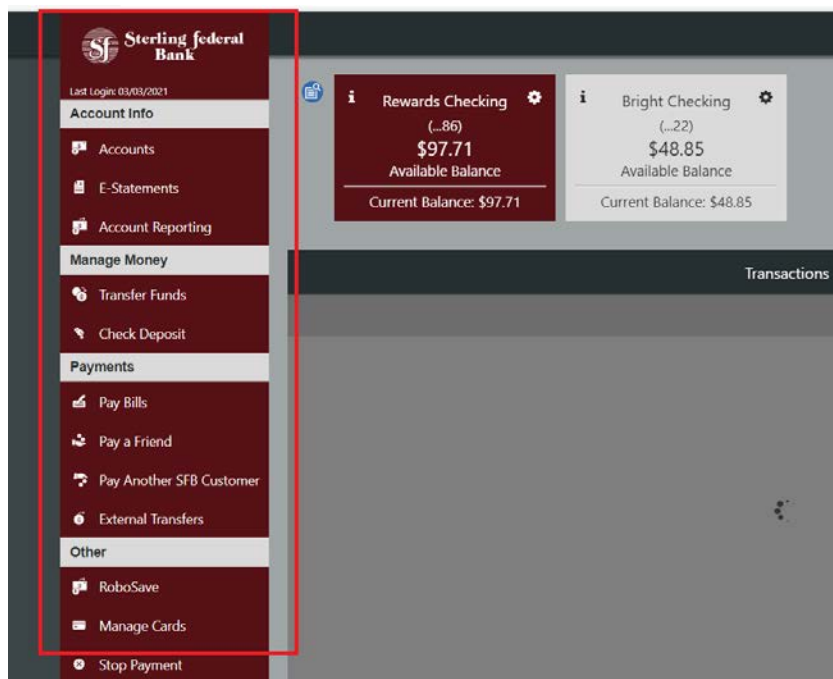 Sterling federal
Bank
Last Login: 03/03/2021
Account Info
Accounts
E-Statements
Account Reporting
Manage Money
Transfer Funds
Check Deposit
Payments
Pay Bills
Pay a Friend
Pay Another SFB Customer
External Transfers
Other
RoboSave
Manage Cards
Stop Payment
Rewards Checking
(...86)
$97.71
Available Balance
Current Balance: $97.71
Bright Checking
(...22)
$48.85
Available Balance
Current Balance: $48.85
Transactions